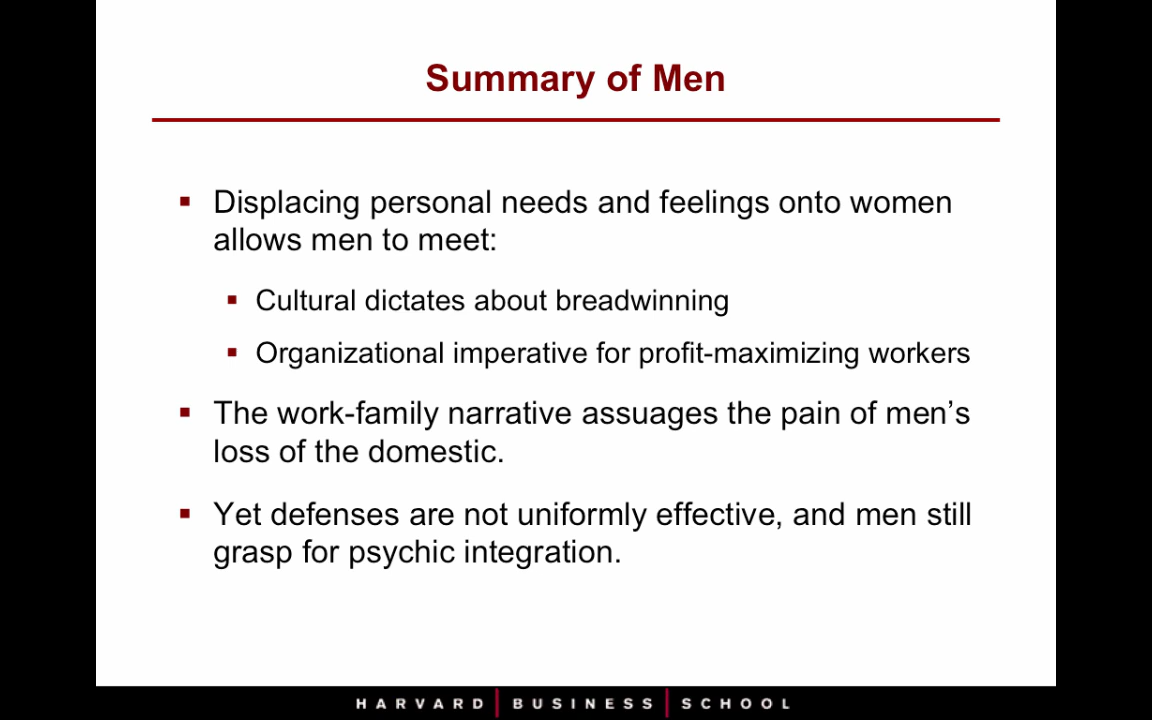 Summary of Men
▪ Displacing personal needs and feelings onto women
allows men to meet:
▪ Cultural dictates about breadwinning
▪ Organizational imperative for profit-maximizing workers
▪ The work-family narrative assuages the pain of men’s
loss of the domestic.
▪ Yet defenses are not uniformly effective, and men still
grasp for psychic integration.
HARVARD | BUSINESS | SCHOOL